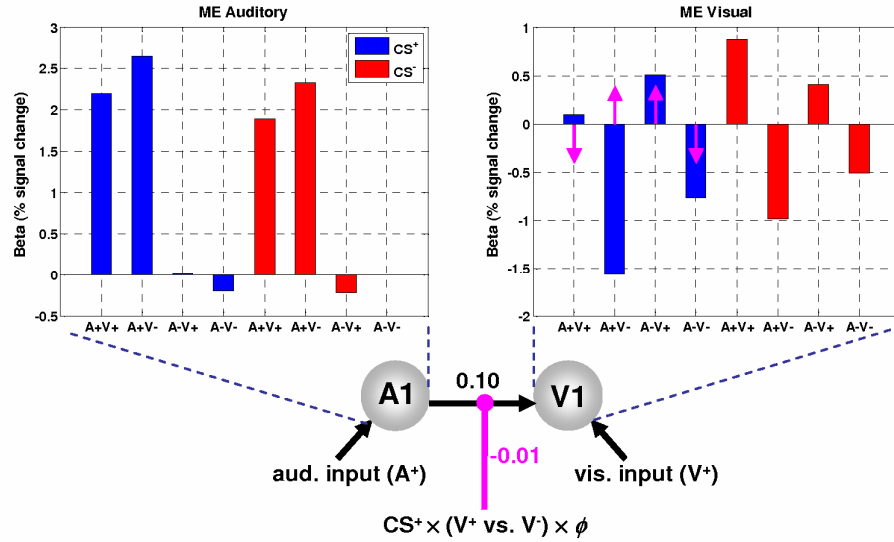 ME Auditory
Beta (% signal change)
3
2.5
2
1.5
1
0.5
0
-0.5
CS⁺
CS⁻
A+V+ A+V- A-V+ A-V- A+V+ A+V- A-V+ A-V-
ME Visual
Beta (% signal change)
1
0.5
0
-0.5
-1
-1.5
-2
A+V+ A+V- A-V+ A-V- A+V+ A+V- A-V+ A-V-
A1
0.10
V1
-0.01
aud. input (A⁺)
vis. input (V⁺)
CS⁺ × (V⁺ vs. V⁻) × ϕ